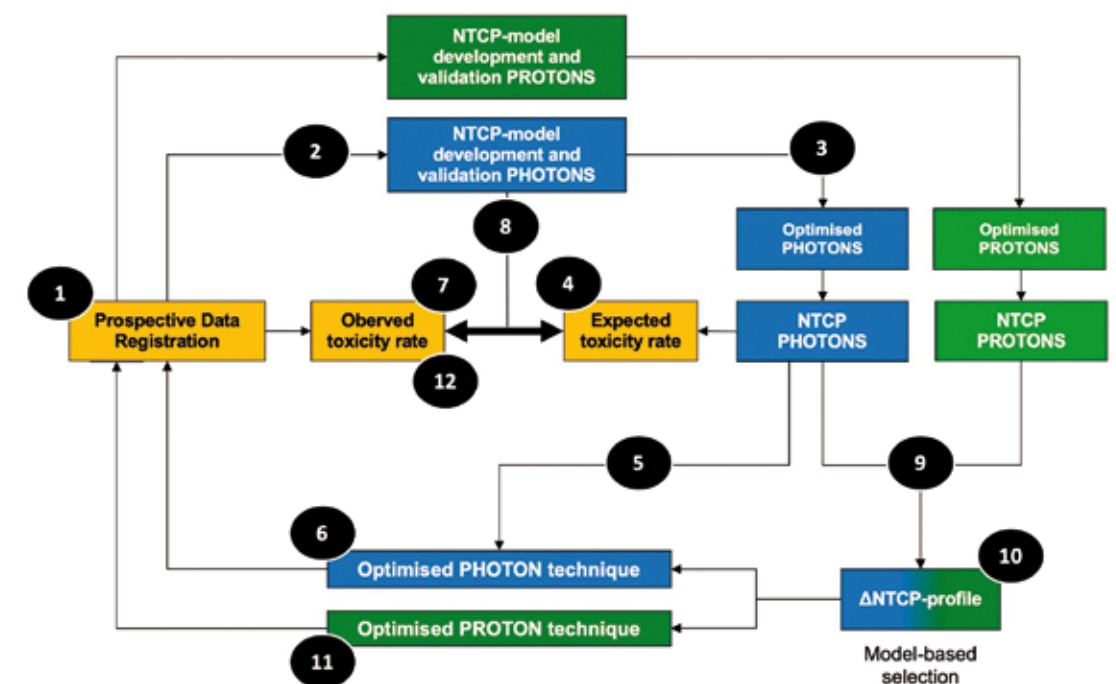 NTCP-model
development and
validation PROTONS
2
NTCP-model
development and
validation PHOTONS
3
8
Optimised
PHOTONS
Optimised
PROTONS
1
Prospective Data
Registration
7
Oberved
toxicity rate
12
4
Expected
toxicity rate
NTCP
PHOTONS
NTCP
PROTONS
5
9
6
Optimised PHOTON technique
10
ΔNTCP-profile
Optimised PROTON technique
11
Model-based
selection